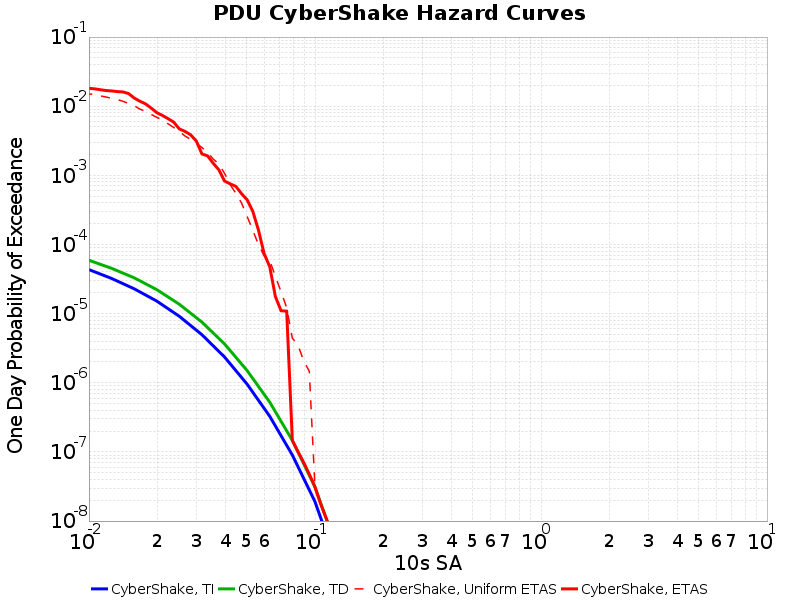 PDU CyberShake Hazard Curves
One Day Probability of Exceedance
10^-1
10^-2
10^-3
10^-4
10^-5
10^-6
10^-7
10^-8
10^-2 2 3 4 5 6 10^-1 2 3 4 5 6 7 10^0 2 3 4 5 6 7 10^1
10s SA
CyberShake, TI CyberShake, TD CyberShake, Uniform ETAS CyberShake, ETAS